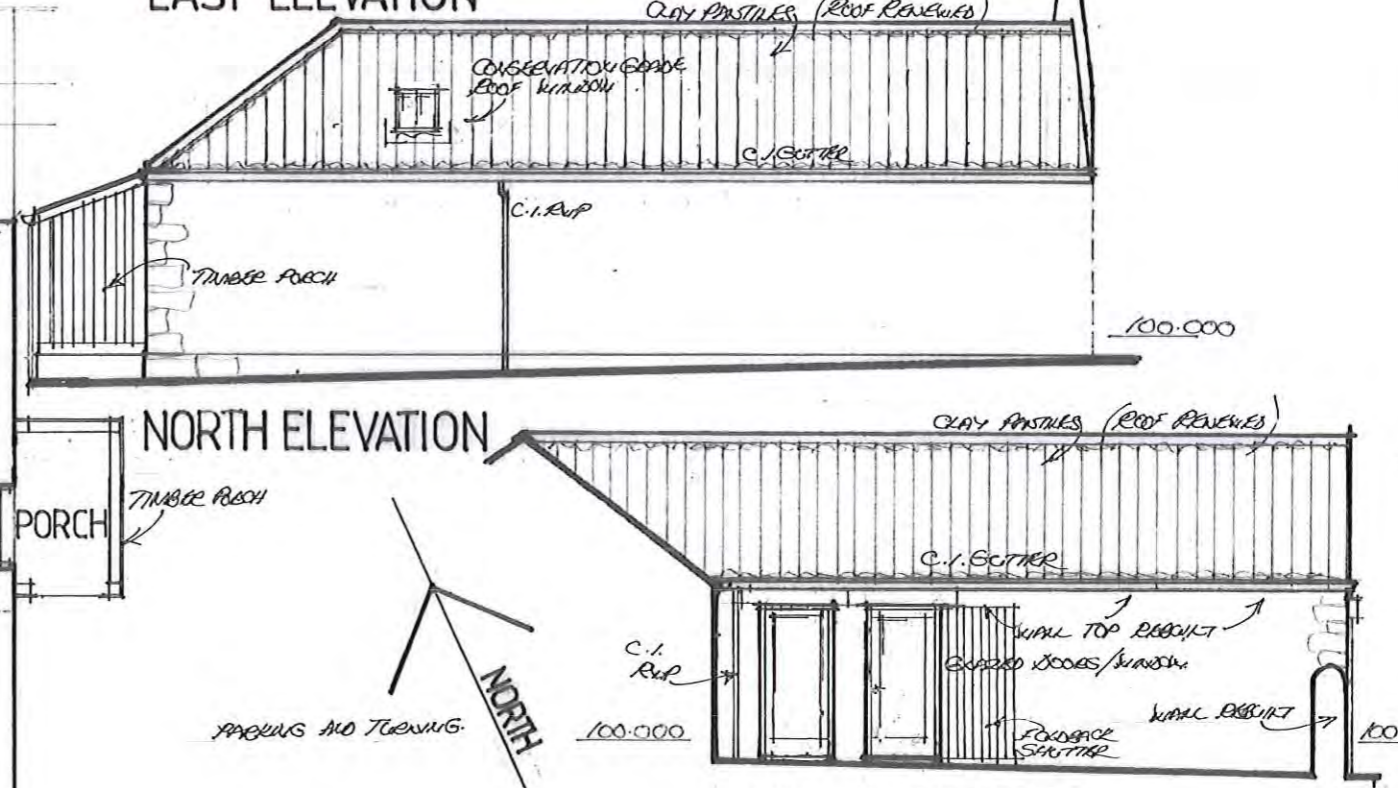 EAST ELEVATION
CLAY PANTILES (ROOF RENEWED)
CONSERVATION GRADE
ROOF WINDOW
C.I. GUTTER
C.I. RWP
TIMBER PORCH
100.000
NORTH ELEVATION
CLAY PANTILES (ROOF RENEWED)
TIMBER PORCH
PORCH
C.I. GUTTER
WALL TOP REBUILT
C.I.
RWP
GLAZED DOORS/WINDOW
NORTH
PARKING AND TURNING.
100.000
FOLDBACK
SHUTTER
WALL REBUILT
100